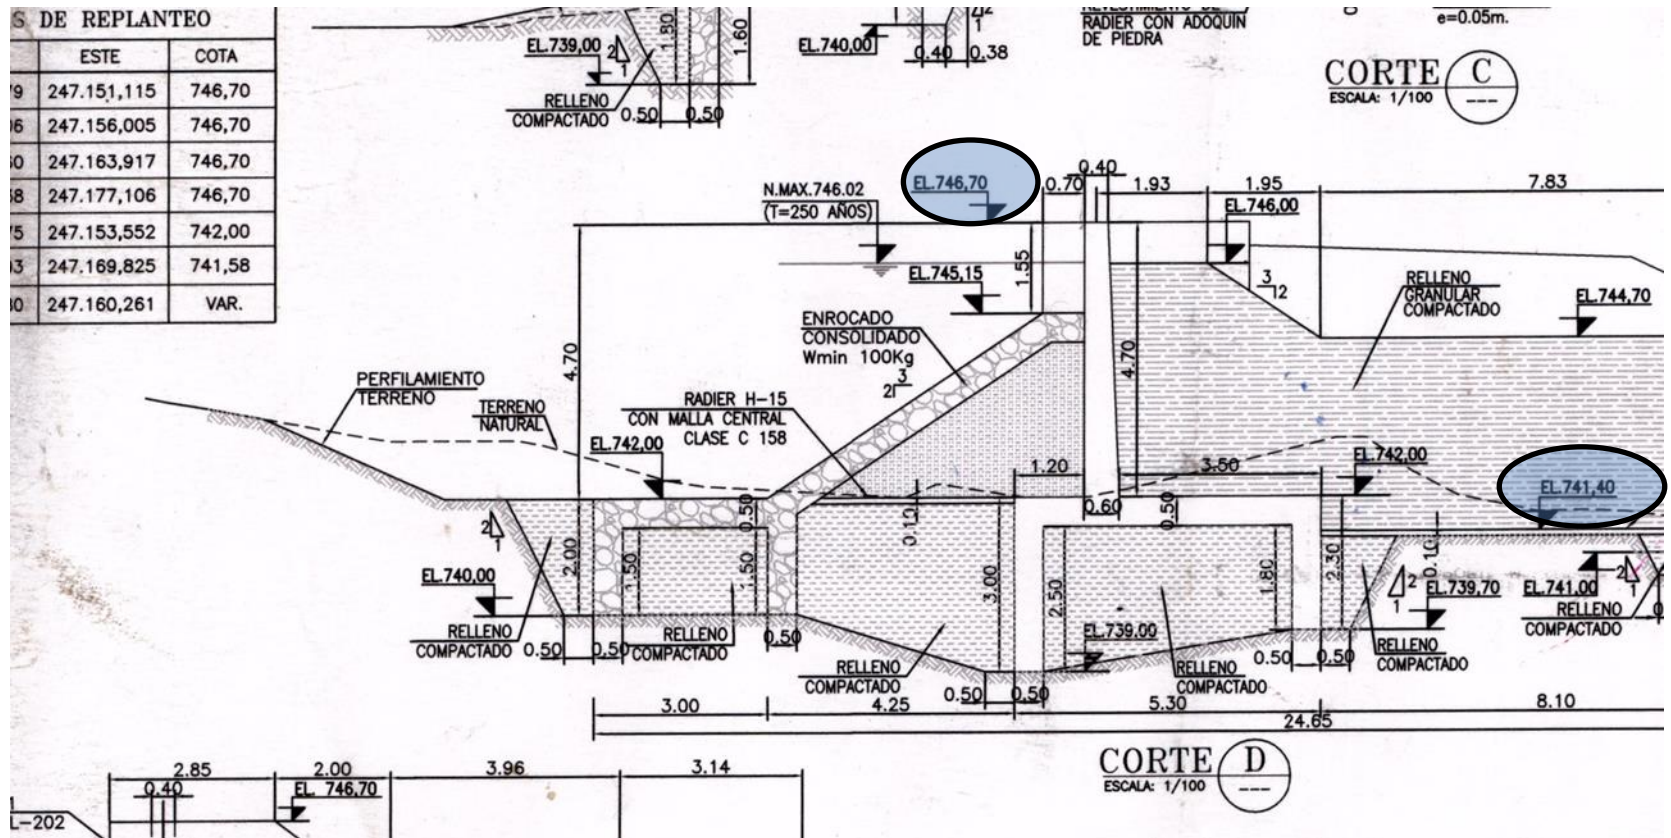 DE REPLANTEO
ESTE COTA
247.151,115 746,70
247.156,005 746,70
247.163,917 746,70
247.177,106 746,70
247.153,552 742,00
247.169,825 741,58
247.160,261 VAR.
EL.739,00
2
1
1.80
1.60
RELLENO
COMPACTADO
0.50
0.50
EL.740,00
0.40
0.38
RADIER CON ADOQUIN
DE PIEDRA
e=0.05m.
CORTE C
ESCALA: 1/100
---
N.MAX.746.02
(T=250 AÑOS)
EL.746,70
0.70
0.40
1.93
1.95
7.83
EL.746,00
EL.745,15
1.55
3
2
RELLENO
GRANULAR
COMPACTADO
EL.744,70
ENROCADO
CONSOLIDADO
Wmin 100Kg
3
2
4.70
4.70
PERFILAMIENTO
TERRENO
TERRENO
NATURAL
RADIER H-15
CON MALLA CENTRAL
CLASE C 158
EL.742,00
1.20
3.50
EL.742,00
EL.741,40
0.60
0.50
0.50
0.10
2
1
2.00
1.50
1.50
3.00
2.50
1.80
2.30
0.10
2
1
EL.740,00
EL.739,70
EL.741,00
2
1
RELLENO
COMPACTADO
0.50
0.50
RELLENO
COMPACTADO
0.50
RELLENO
COMPACTADO
EL.739.00
0.50
0.50
RELLENO
COMPACTADO
0.50
0.50
RELLENO
COMPACTADO
RELLENO
COMPACTADO
3.00
4.25
5.30
8.10
24.65
CORTE D
ESCALA: 1/100
---
2.85
2.00
3.96
3.14
0.40
EL. 746,70
L-202